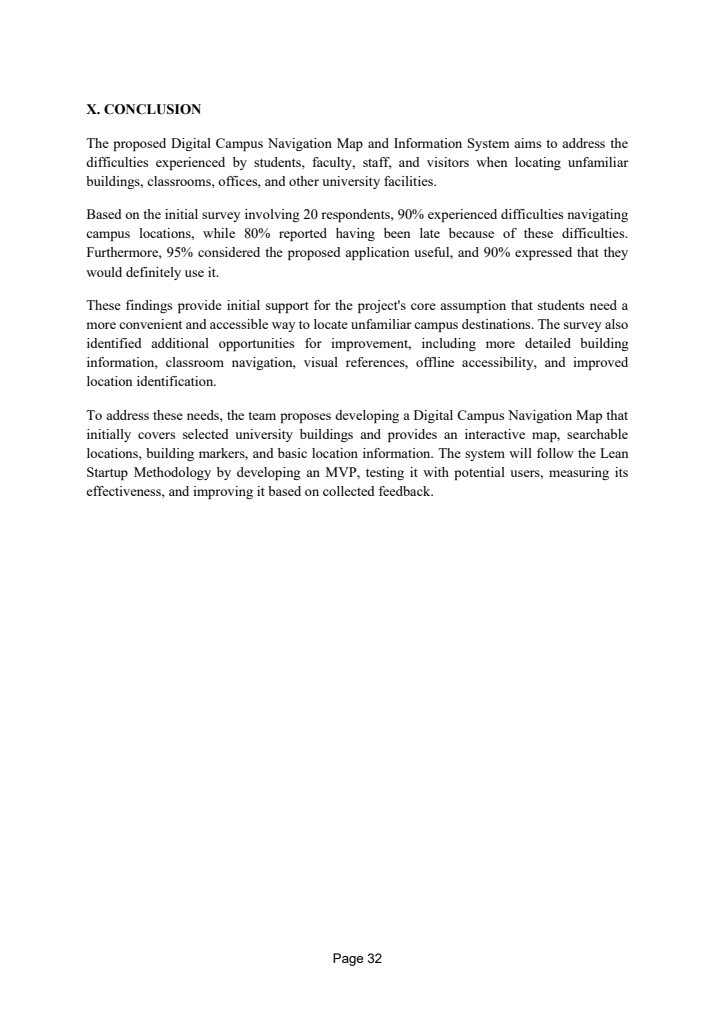 X. CONCLUSION
The proposed Digital Campus Navigation Map and Information System aims to address the
difficulties experienced by students, faculty, staff, and visitors when locating unfamiliar
buildings, classrooms, offices, and other university facilities.
Based on the initial survey involving 20 respondents, 90% experienced difficulties navigating
campus locations, while 80% reported having been late because of these difficulties.
Furthermore, 95% considered the proposed application useful, and 90% expressed that they
would definitely use it.
These findings provide initial support for the project's core assumption that students need a
more convenient and accessible way to locate unfamiliar campus destinations. The survey also
identified additional opportunities for improvement, including more detailed building
information, classroom navigation, visual references, offline accessibility, and improved
location identification.
To address these needs, the team proposes developing a Digital Campus Navigation Map that
initially covers selected university buildings and provides an interactive map, searchable
locations, building markers, and basic location information. The system will follow the Lean
Startup Methodology by developing an MVP, testing it with potential users, measuring its
effectiveness, and improving it based on collected feedback.
Page 32